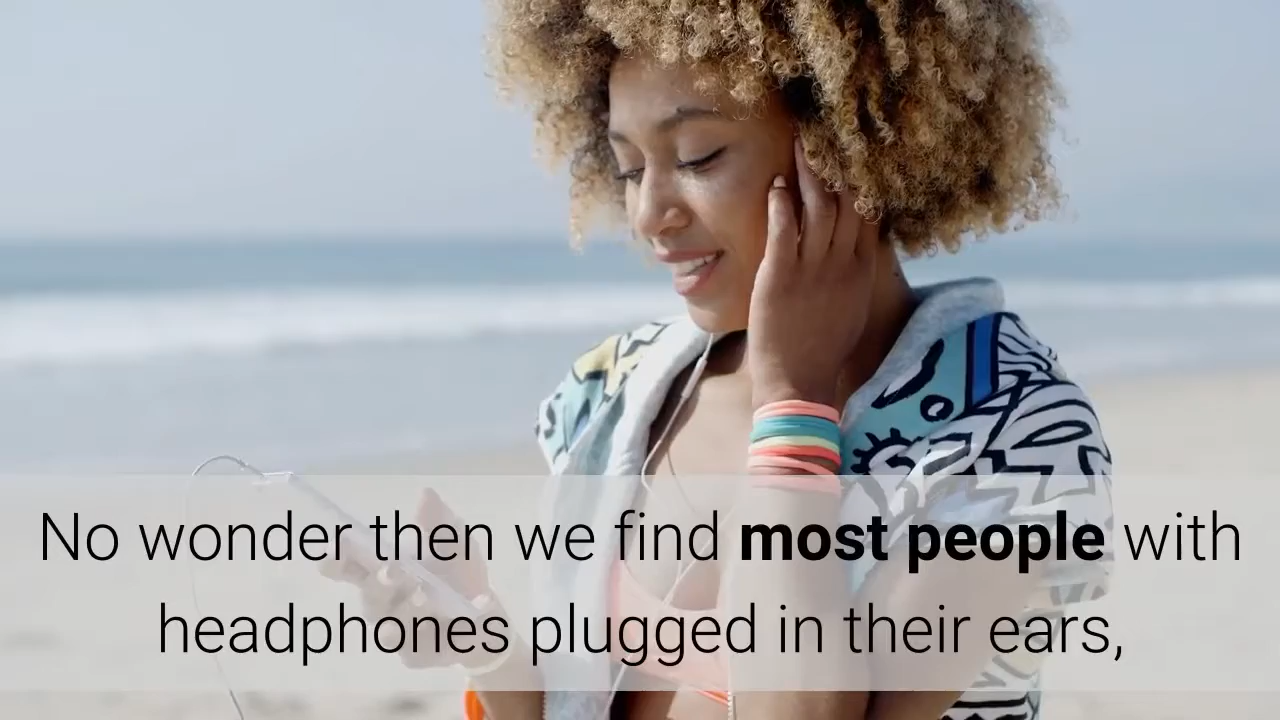 No wonder then we find most people with
headphones plugged in their ears,